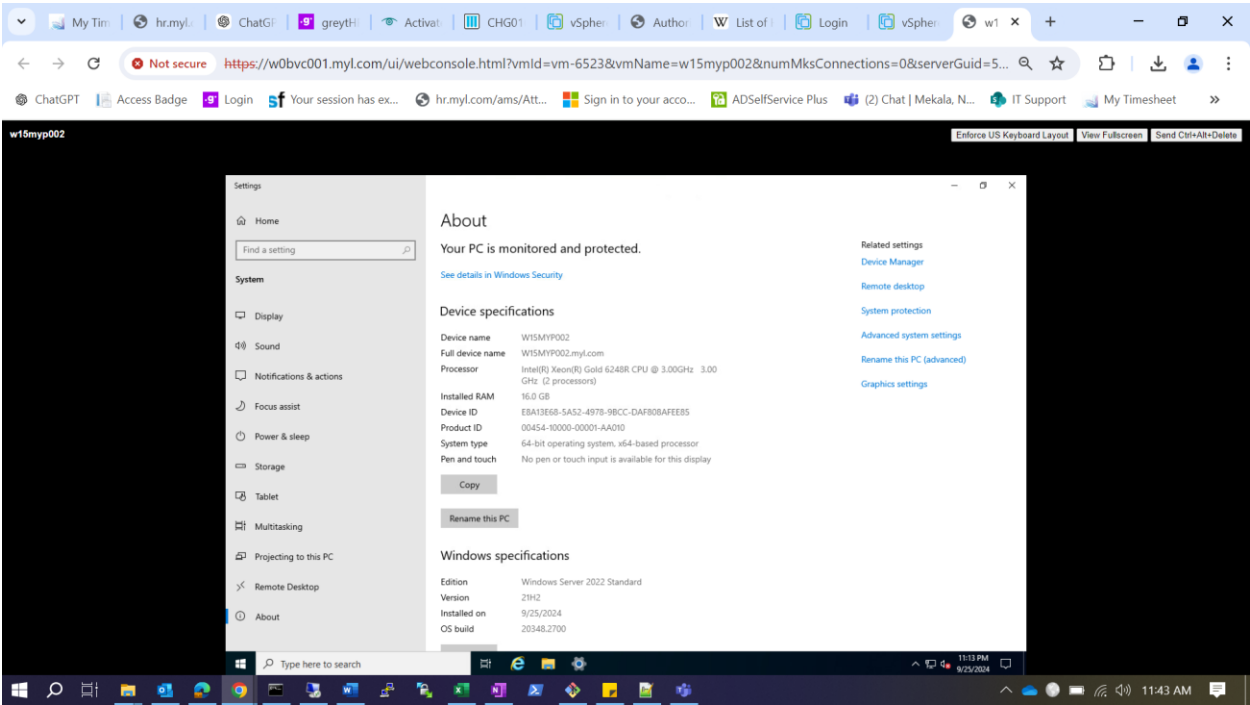 My Tim
hr.myl.
ChatGP
greytH
Activat
CHG01
vSpher
Author
List of
Login
vSpher
w1
Not secure
https://w0bvc001.myl.com/ui/webconsole.html?vmId=vm-6523&vmName=w15myp002&numMksConnections=0&serverGuid=5...
ChatGPT
Access Badge
Login
Your session has ex...
hr.myl.com/ams/Att...
Sign in to your acco...
ADSelfService Plus
(2) Chat | Mekala, N...
IT Support
My Timesheet
w15myp002
Enforce US Keyboard Layout
View Fullscreen
Send Ctrl+Alt+Delete
Settings
Home
Find a setting
System
Display
Sound
Notifications & actions
Focus assist
Power & sleep
Storage
Tablet
Multitasking
Projecting to this PC
Remote Desktop
About
About
Your PC is monitored and protected.
See details in Windows Security
Device specifications
Device name W15MYP002
Full device name W15MYP002.myl.com
Processor Intel(R) Xeon(R) Gold 6248R CPU @ 3.00GHz 3.00
GHz (2 processors)
Installed RAM 16.0 GB
Device ID E8A13E68-5A52-4978-9BCC-DAF808AFEE85
Product ID 00454-10000-00001-AA010
System type 64-bit operating system, x64-based processor
Pen and touch No pen or touch input is available for this display
Copy
Rename this PC
Windows specifications
Edition Windows Server 2022 Standard
Version 21H2
Installed on 9/25/2024
OS build 20348.2700
Related settings
Device Manager
Remote desktop
System protection
Advanced system settings
Rename this PC (advanced)
Graphics settings
Type here to search
11:13 PM
9/25/2024
11:43 AM